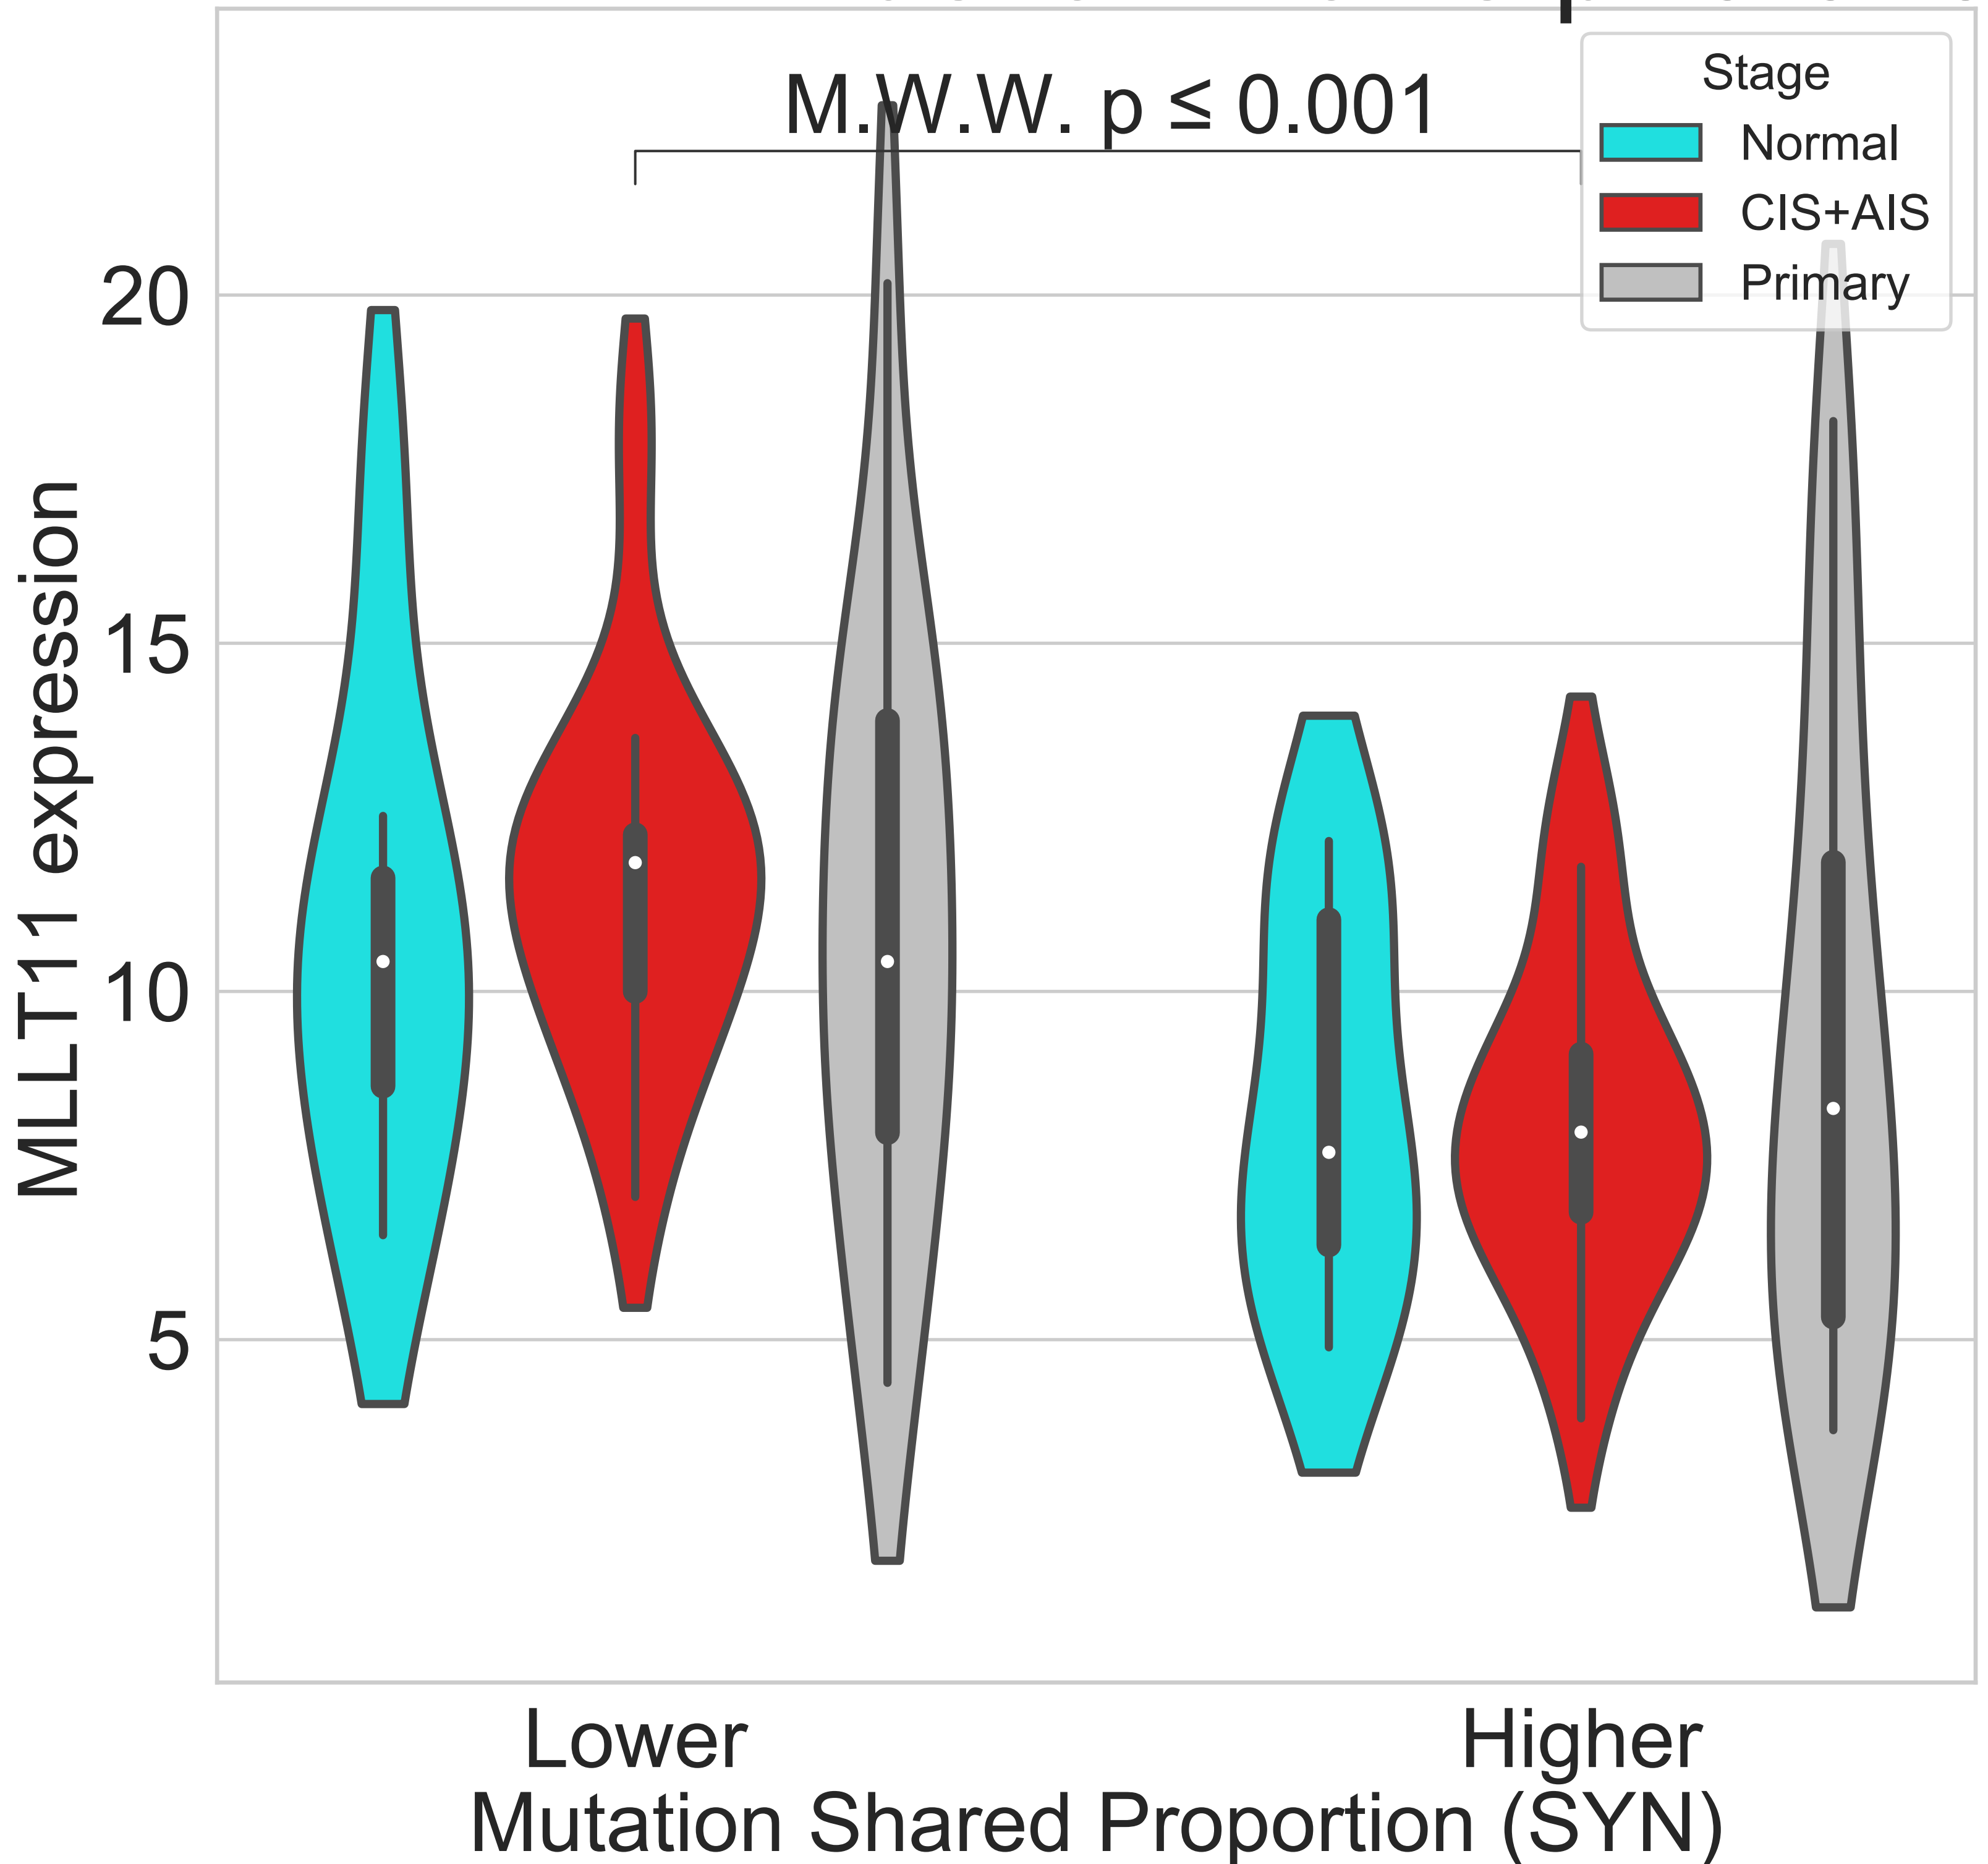 M.W.W. p ≤ 0.001
Stage
Normal
CIS+AIS
Primary
20
15
10
5
MLLT11 expression
Lower
Higher
Mutation Shared Proportion (SYN)